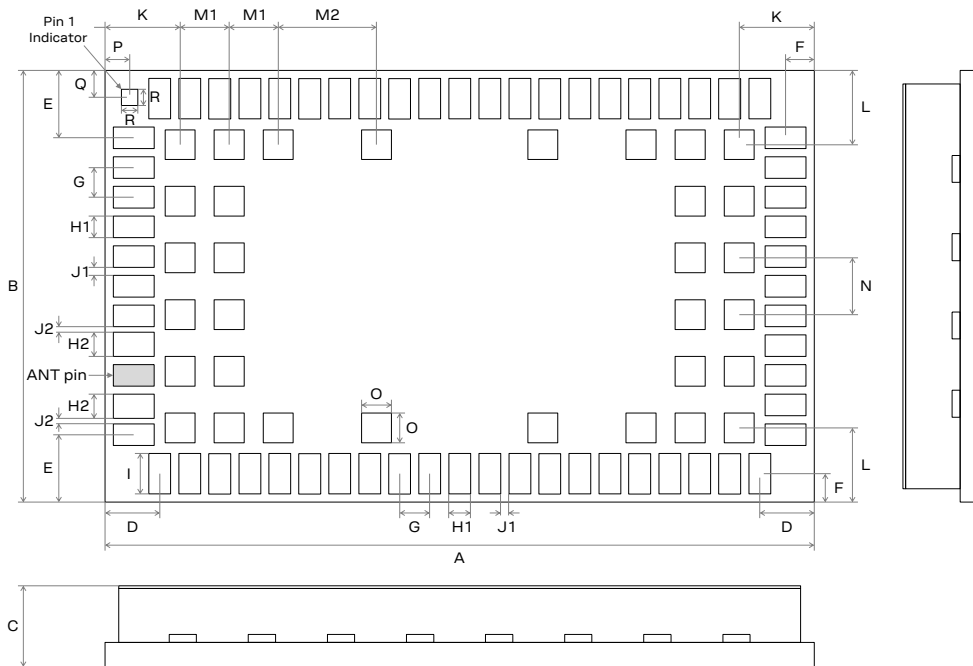 K M1 M1 M2 K
Pin 1
Indicator
P F
Q
E R L
R
G
H1
J1 N
B
J2
H2
ANT pin
O
H2 O
J2
E I L
F
D G H1 J1 D
A
C